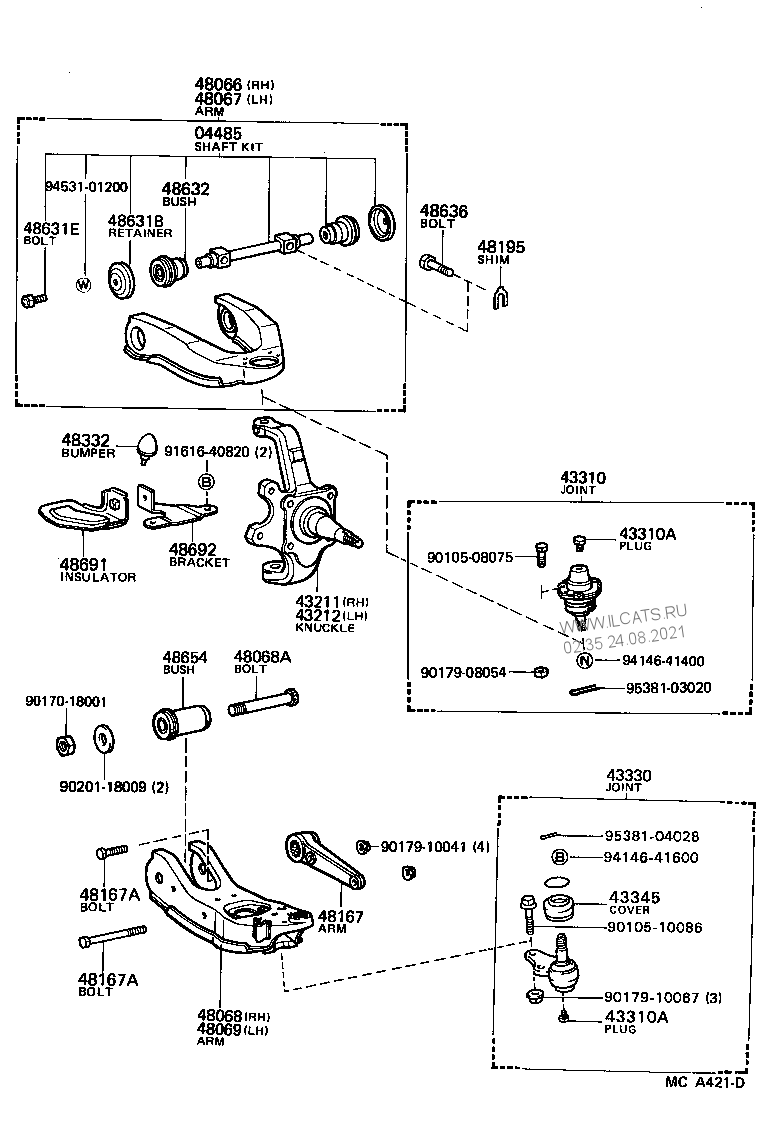 48066 (RH)
48067 (LH)
ARM
04485
SHAFT KIT
94531-01200
48632
BUSH
48631E
BOLT
48631B
RETAINER
48636
BOLT
48195
SHIM
W
48332
BUMPER
91616-40820 (2)
B
48691
INSULATOR
48692
BRACKET
43211 (RH)
43212 (LH)
KNUCKLE
43310
JOINT
43310A
PLUG
90105-08075
WWW.ILCATS.RU
02:35 24.08.2021
N
94146-41400
90179-08054
95381-03020
48654
BUSH
48068A
BOLT
90170-18001
90201-18009 (2)
43330
JOINT
95381-04028
B
94146-41600
90179-10041 (4)
43345
COVER
90105-10086
48167A
BOLT
48167
ARM
48167A
BOLT
48068 (RH)
48069 (LH)
ARM
90179-10067 (3)
43310A
PLUG
MC A421-D